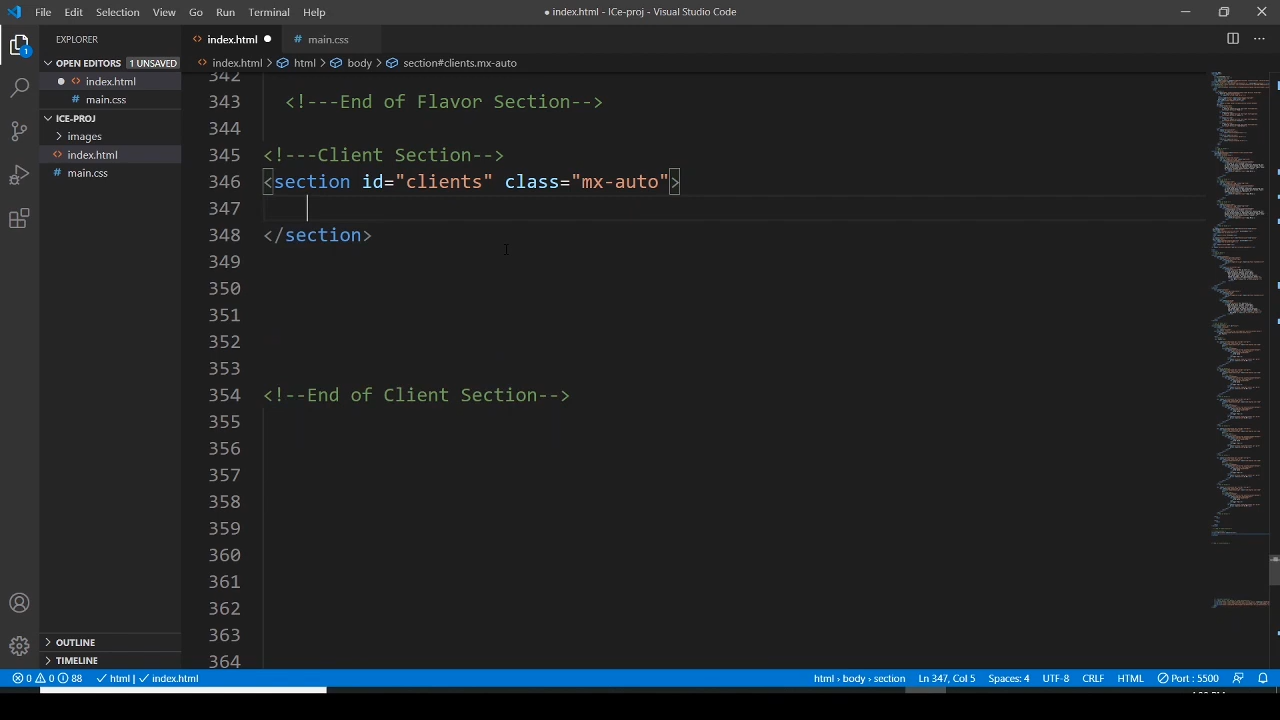 File Edit Selection View Go Run Terminal Help
● index.html - ICe-proj - Visual Studio Code
EXPLORER
index.html ●
main.css
OPEN EDITORS 1 UNSAVED
index.html > html > body > section#clients.mx-auto
index.html
main.css
ICE-PROJ
images
index.html
main.css
342
343 <!---End of Flavor Section-->
344
345 <!---Client Section-->
346 <section id="clients" class="mx-auto">
347
348 </section>
349
350
351
352
353
354 <!--End of Client Section-->
355
356
357
358
359
360
361
362
363
364
1
OUTLINE
TIMELINE
0 0 88 html | index.html
html > body > section Ln 347, Col 5 Spaces: 4 UTF-8 CRLF HTML Port : 5500